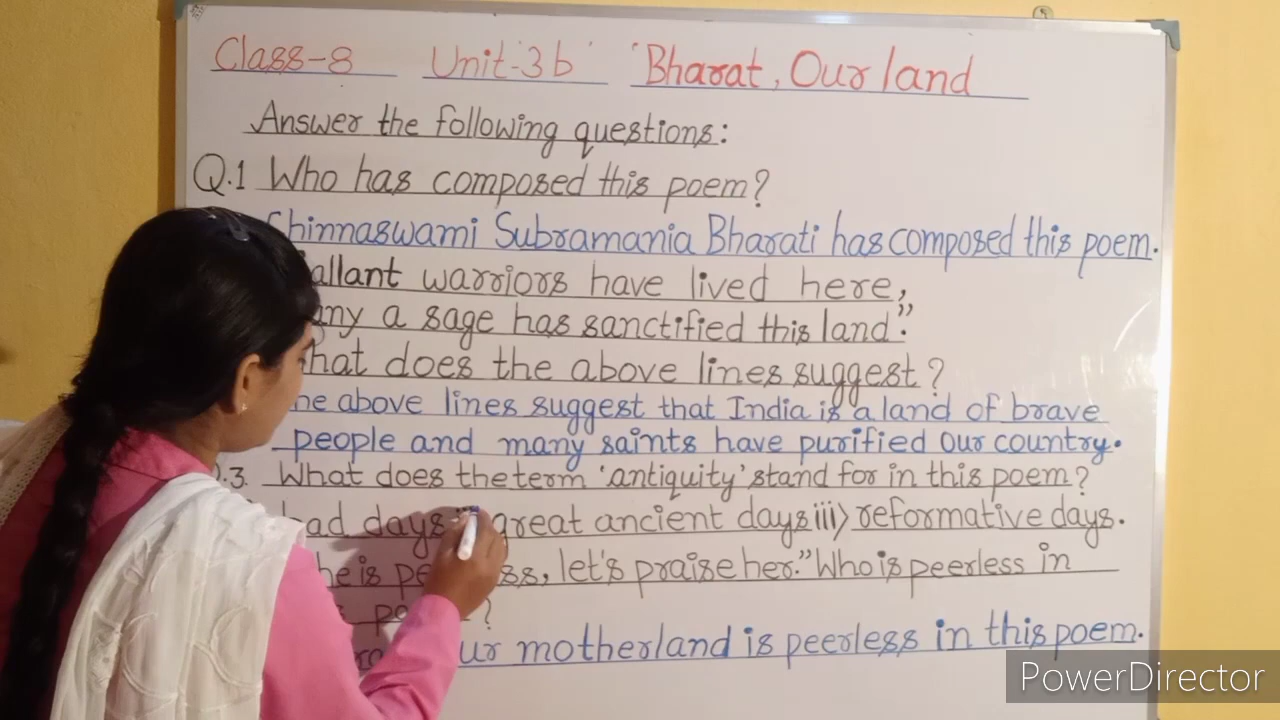 Class-8 Unit-3b 'Bharat, Our land
Answer the following questions:
Q.1 Who has composed this poem?
Chinnaswami Subramania Bharati has composed this poem.
allant warriors have lived here,
any a sage has sanctified this land."
hat does the above lines suggest?
he above lines suggest that India is a land of brave
people and many saints have purified our country.
.3. What does the term 'antiquity' stand for in this poem?
ad days great ancient days iii) reformative days.
he is pe ss, let's praise her." Who is peerless in
po ?
ur motherland is peerless in this poem.
PowerDirector